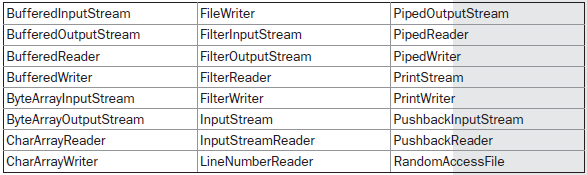 BufferedInputStream FileWriter PipedOutputStream
BufferedOutputStream FilterInputStream PipedReader
BufferedReader FilterOutputStream PipedWriter
BufferedWriter FilterReader PrintStream
ByteArrayInputStream FilterWriter PrintWriter
ByteArrayOutputStream InputStream PushbackInputStream
CharArrayReader InputStreamReader PushbackReader
CharArrayWriter LineNumberReader RandomAccessFile